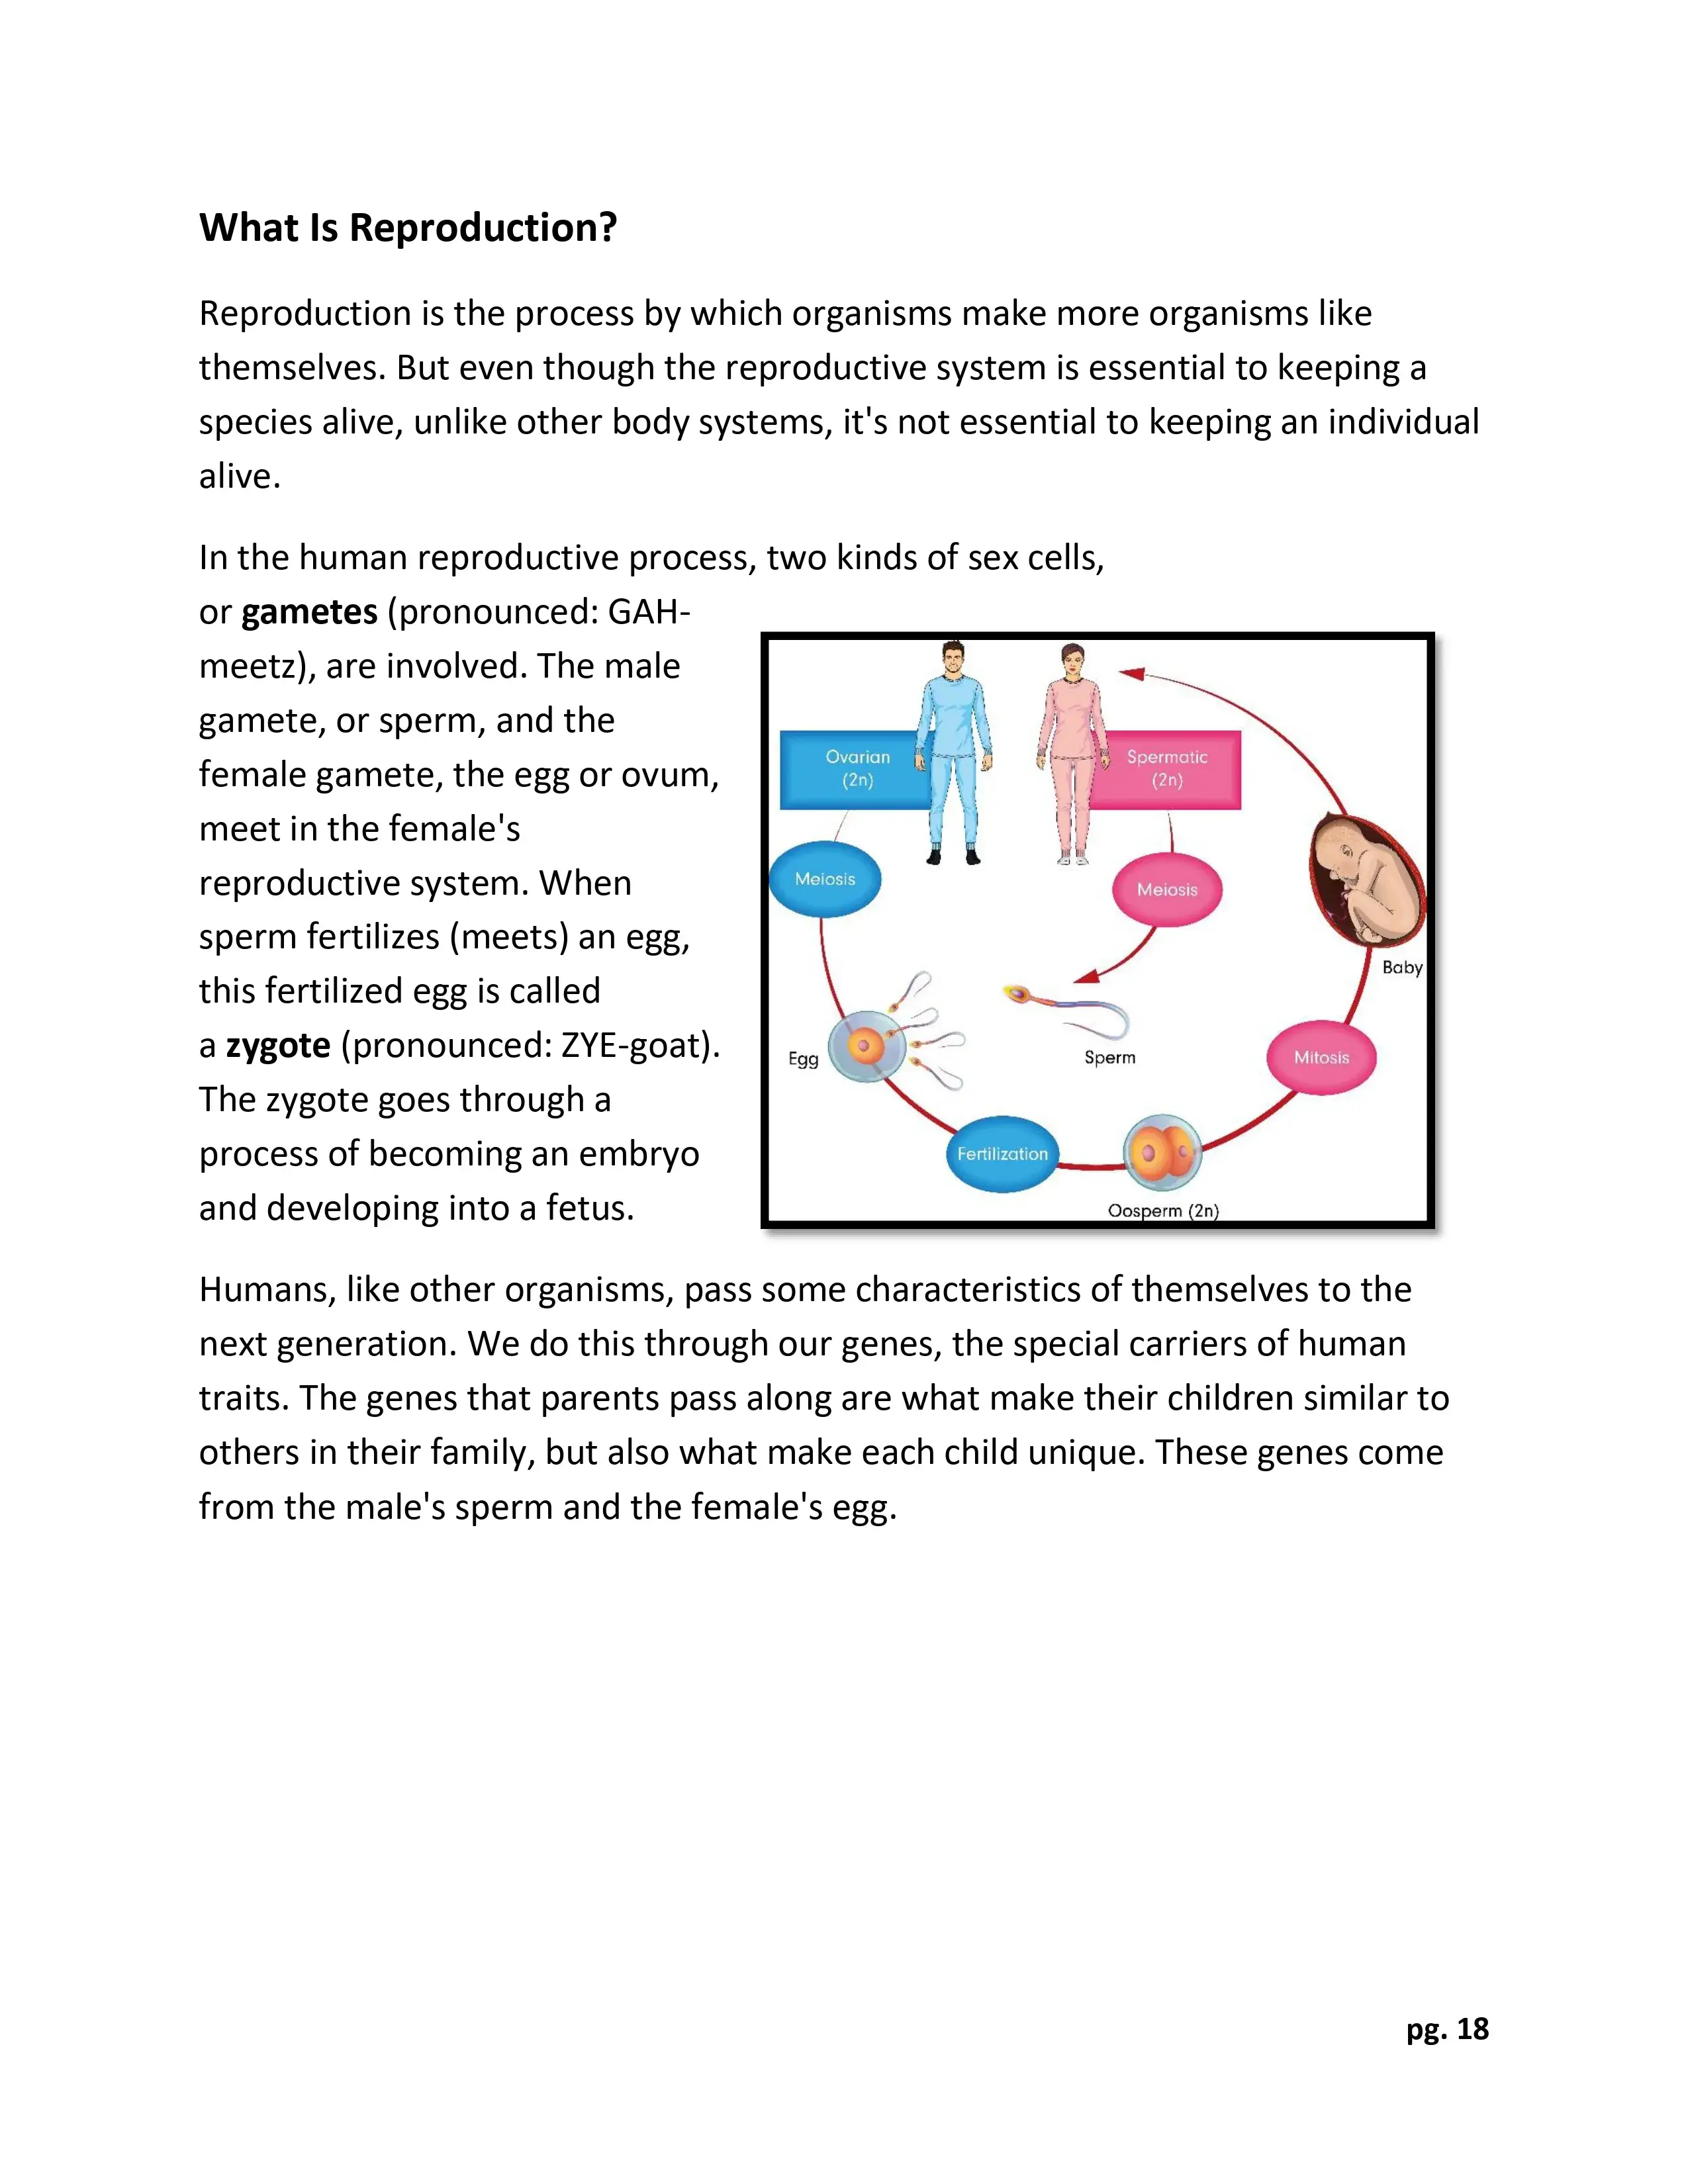 What Is Reproduction?
Reproduction is the process by which organisms make more organisms like
themselves. But even though the reproductive system is essential to keeping a
species alive, unlike other body systems, it's not essential to keeping an individual
alive.
In the human reproductive process, two kinds of sex cells,
or gametes (pronounced: GAH-
meetz), are involved. The male
gamete, or sperm, and the
female gamete, the egg or ovum,
meet in the female's
reproductive system. When
sperm fertilizes (meets) an egg,
this fertilized egg is called
a zygote (pronounced: ZYE-goat).
The zygote goes through a
process of becoming an embryo
and developing into a fetus.
Ovarian
(2n)
Spermatic
(2n)
Meiosis
Meiosis
Baby
Egg
Sperm
Mitosis
Fertilization
Oosperm (2n)
Humans, like other organisms, pass some characteristics of themselves to the
next generation. We do this through our genes, the special carriers of human
traits. The genes that parents pass along are what make their children similar to
others in their family, but also what make each child unique. These genes come
from the male's sperm and the female's egg.
pg. 18